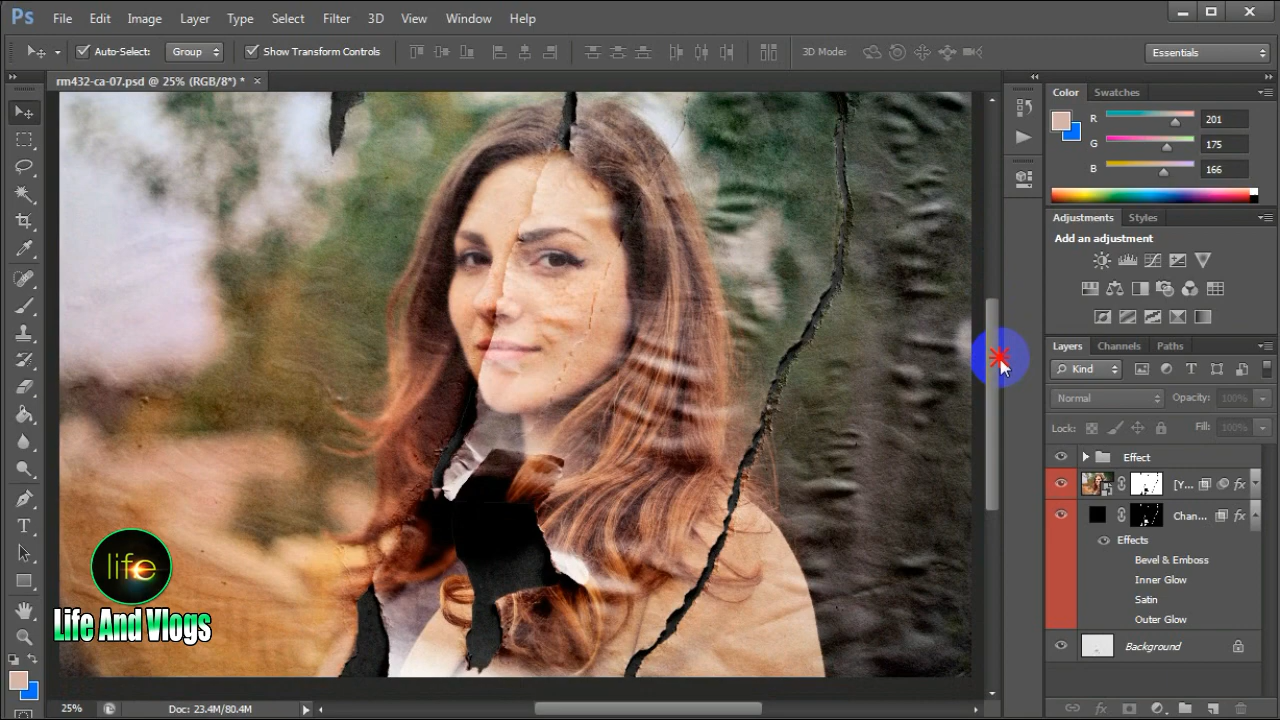 Ps File Edit Image Layer Type Select Filter 3D View Window Help
Auto-Select: Group Show Transform Controls 3D Mode: Essentials
rm432-ca-07.psd @ 25% (RGB/8*) * ×
Color Swatches
R 201
G 175
B 166
Adjustments Styles
Add an adjustment
Layers Channels Paths
Kind
Normal Opacity: 100%
Lock: Fill: 100%
Effect
[Y... fx
Chan... fx
Effects
Bevel & Emboss
Inner Glow
Satin
Outer Glow
Background
life
Life And Vlogs
25% Doc: 23.4M/80.4M